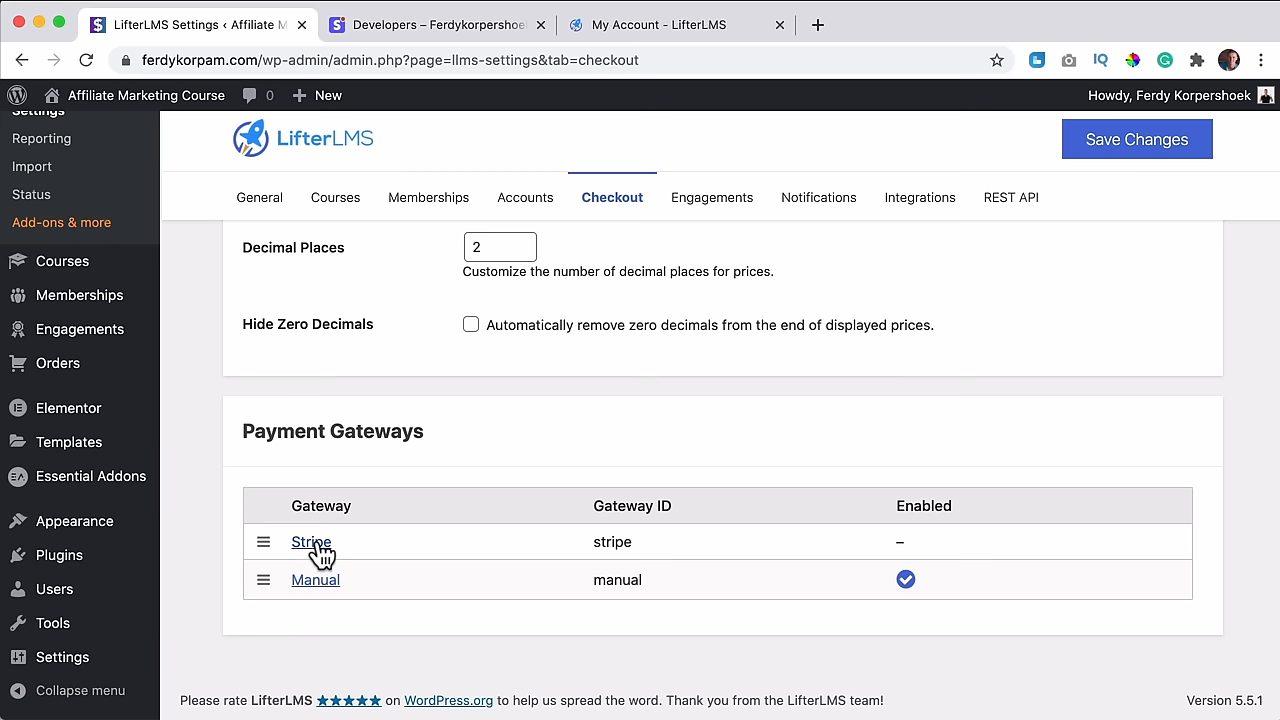 LifterLMS Settings ‹ Affiliate M
Developers – Ferdykorpershoe
My Account - LifterLMS
ferdykorpam.com/wp-admin/admin.php?page=llms-settings&tab=checkout
IQ
Affiliate Marketing Course
0
New
Howdy, Ferdy Korpershoek
Settings
Reporting
Import
Status
Add-ons & more
Courses
Memberships
Engagements
Orders
Elementor
Templates
Essential Addons
Appearance
Plugins
Users
Tools
Settings
Collapse menu
LifterLMS
Save Changes
General Courses Memberships Accounts Checkout Engagements Notifications Integrations REST API
Decimal Places
2
Customize the number of decimal places for prices.
Hide Zero Decimals
Automatically remove zero decimals from the end of displayed prices.
Payment Gateways
Gateway Gateway ID Enabled
Stripe stripe –
Manual manual
Please rate LifterLMS ★★★★★ on WordPress.org to help us spread the word. Thank you from the LifterLMS team!
Version 5.5.1